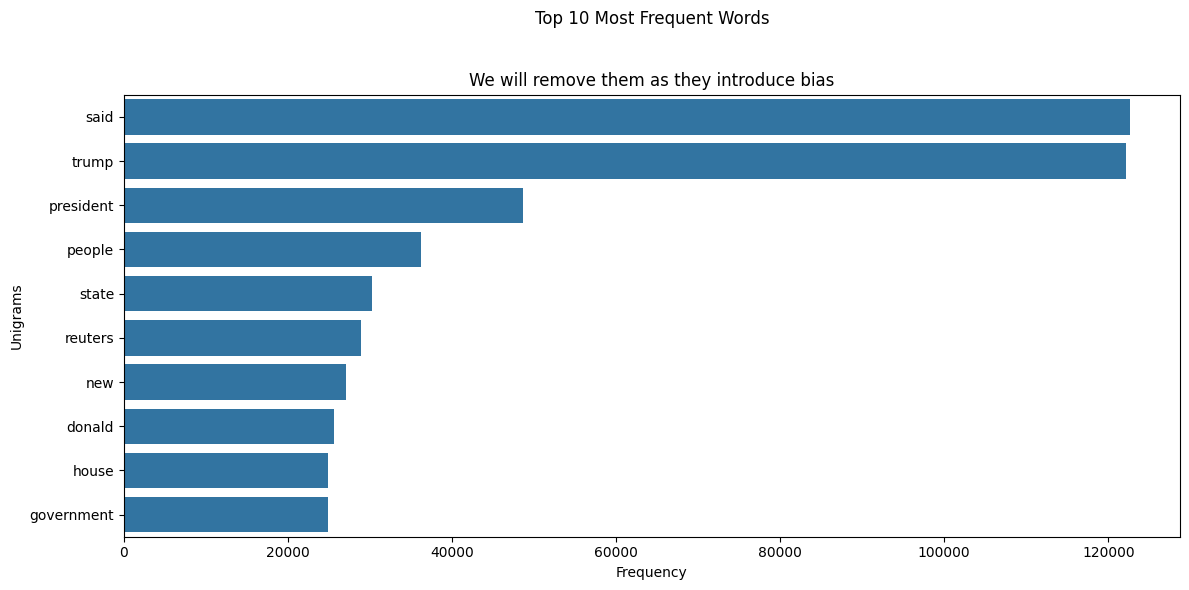 Top 10 Most Frequent Words
We will remove them as they introduce bias
Unigrams
said
trump
president
people
state
reuters
new
donald
house
government
0 20000 40000 60000 80000 100000 120000
Frequency